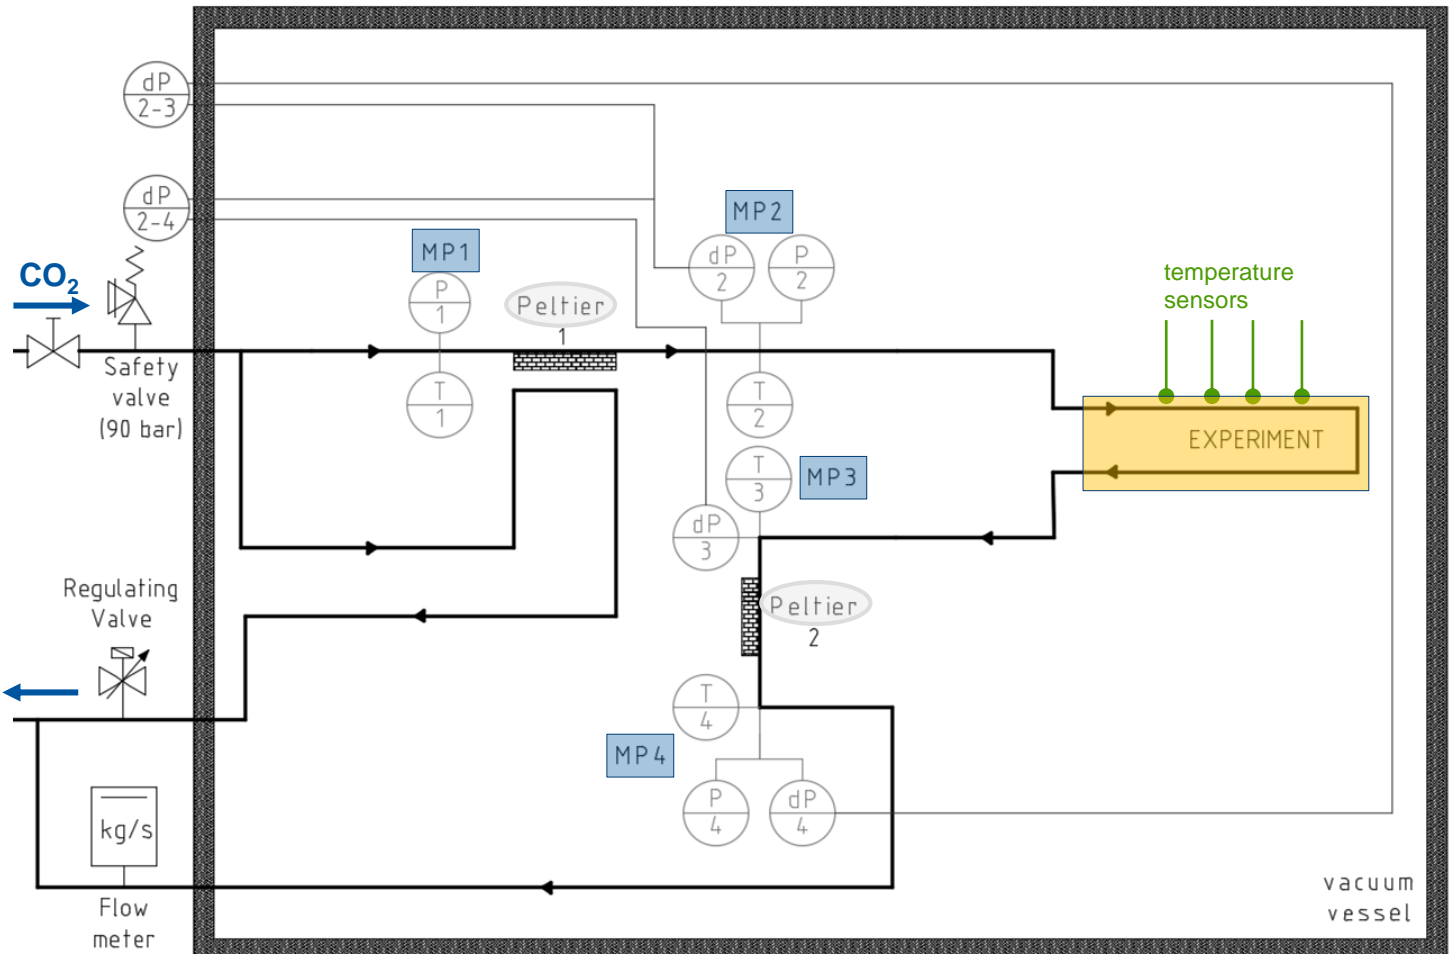 dP
2-3
dP
2-4
CO₂
Safety
valve
(90 bar)
MP1
P
1
T
1
Peltier
1
MP2
dP
2
P
2
T
2
T
3
MP3
dP
3
temperature
sensors
EXPERIMENT
Peltier
2
Regulating
Valve
T
4
MP4
P
4
dP
4
kg/s
Flow
meter
vacuum
vessel